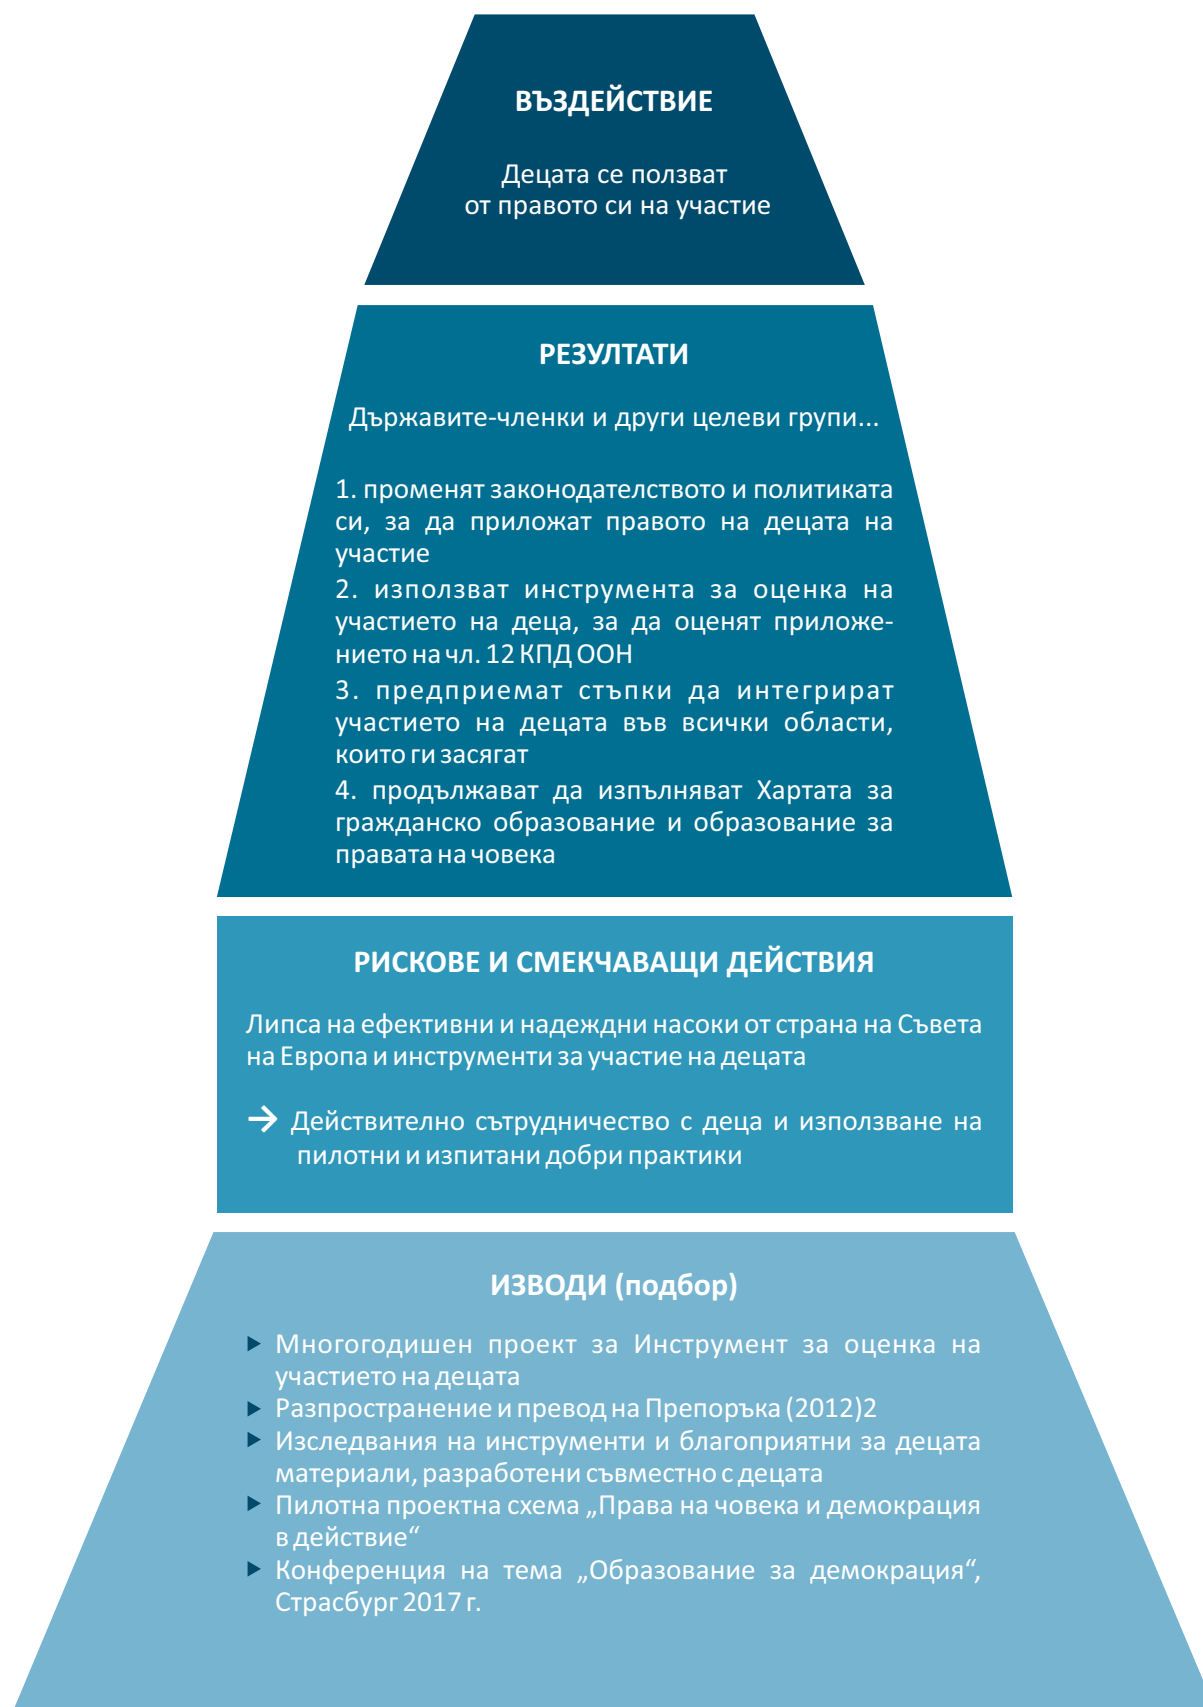 ВЪЗДЕЙСТВИЕ
Децата се ползват
от правото си на участие
РЕЗУЛТАТИ
Държавите-членки и други целеви групи...
1. променят законодателството и политиката
си, за да приложат правото на децата на
участие
2. използват инструмента за оценка на
участието на деца, за да оценят приложе-
нието на чл. 12 КПД ООН
3. предприемат стъпки да интегрират
участието на децата във всички области,
които ги засягат
4. продължават да изпълняват Хартата за
гражданско образование и образование за
правата на човека
РИСКОВЕ И СМЕКЧАВАЩИ ДЕЙСТВИЯ
Липса на ефективни и надеждни насоки от страна на Съвета
на Европа и инструменти за участие на децата
→ Действително сътрудничество с деца и използване на
пилотни и изпитани добри практики
ИЗВОДИ (подбор)
▶ Многогодишен проект за Инструмент за оценка на
участието на децата
▶ Разпространение и превод на Препоръка (2012)2
▶ Изследвания на инструменти и благоприятни за децата
материали, разработени съвместно с децата
▶ Пилотна проектна схема „Права на човека и демокрация
в действие“
▶ Конференция на тема „Образование за демокрация“,
Страсбург 2017 г.